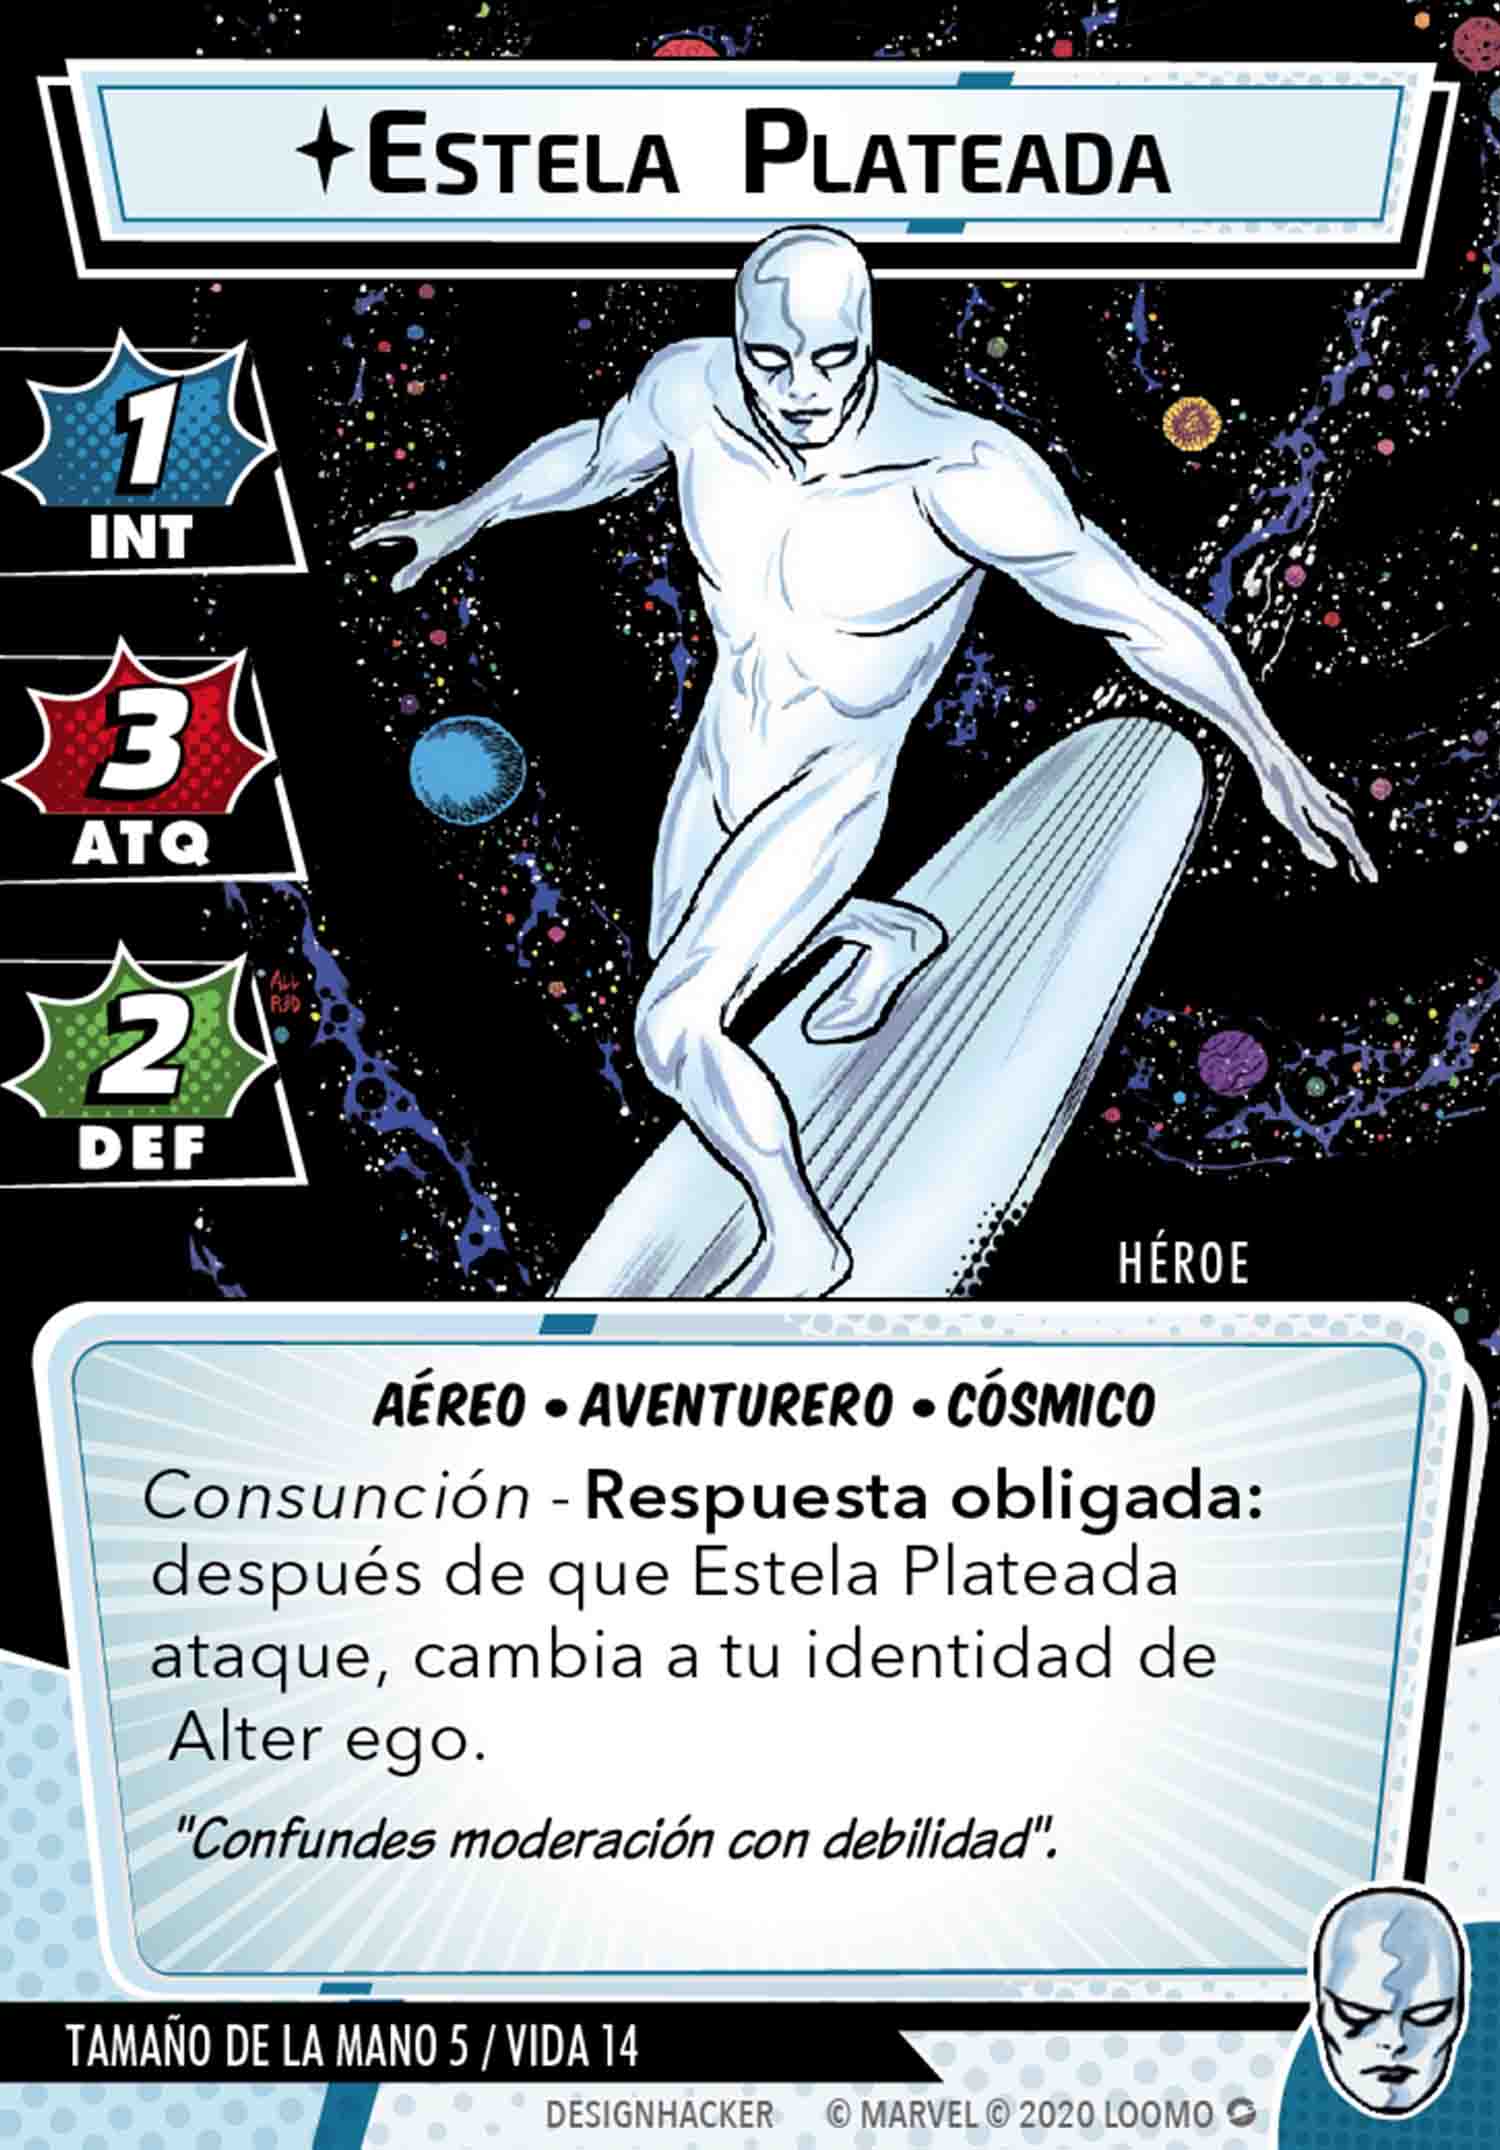 ESTELA PLATEADA
1
INT
3
ATQ
2
DEF
ALL
RED
HÉROE
AÉREO • AVENTURERO • CÓSMICO
Consunción - Respuesta obligada:
después de que Estela Plateada
ataque, cambia a tu identidad de
Alter ego.
"Confundes moderación con debilidad".
TAMAÑO DE LA MANO 5 / VIDA 14
DESIGNHACKER © MARVEL © 2020 LOOMO